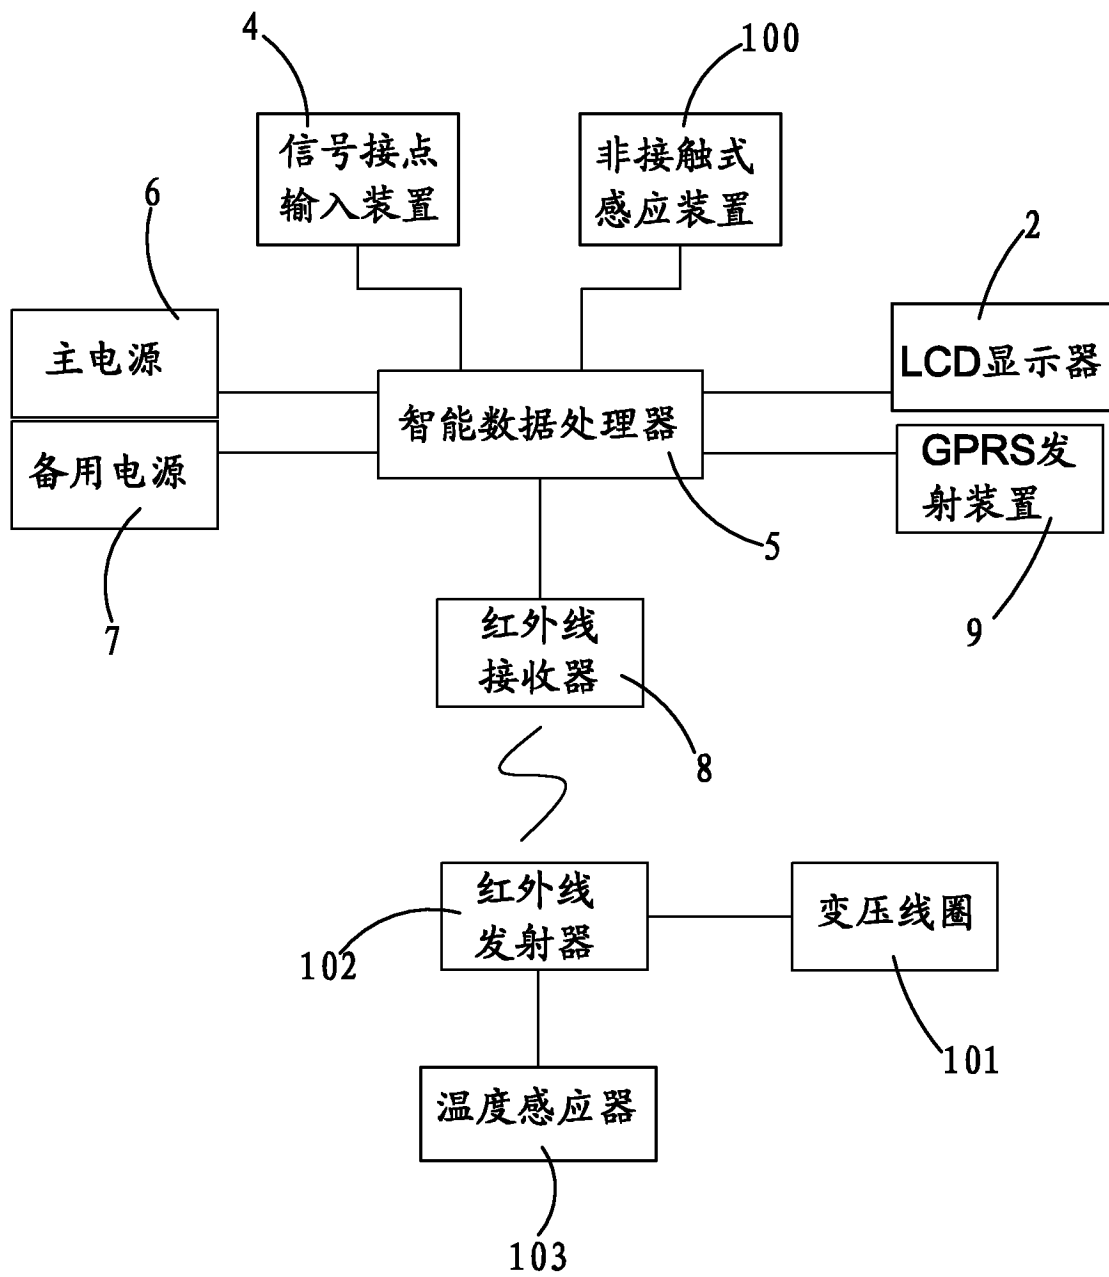 4
100
信号接点
输入装置
非接触式
感应装置
6
2
主电源
LCD显示器
智能数据处理器
备用电源
GPRS发
射装置
5
7
9
红外线
接收器
8
红外线
发射器
变压线圈
102
101
温度感应器
103